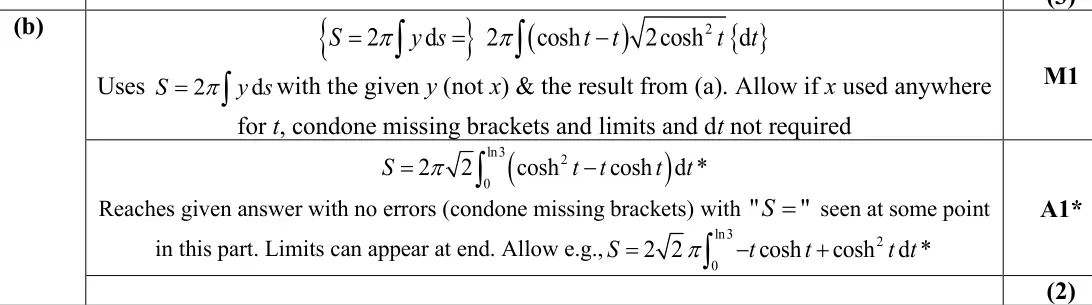 (3)
(b)
{S = 2π∫y ds =} 2π∫(cosh t − t)√(2cosh² t) {dt}
Uses S = 2π∫y ds with the given y (not x) & the result from (a). Allow if x used anywhere
for t, condone missing brackets and limits and dt not required
M1
S = 2π√2∫₀^ln3 (cosh² t − t cosh t)dt *
Reaches given answer with no errors (condone missing brackets) with "S =" seen at some point
in this part. Limits can appear at end. Allow e.g., S = 2√2 π∫₀^ln3 −t cosh t + cosh² t dt *
A1*
(2)